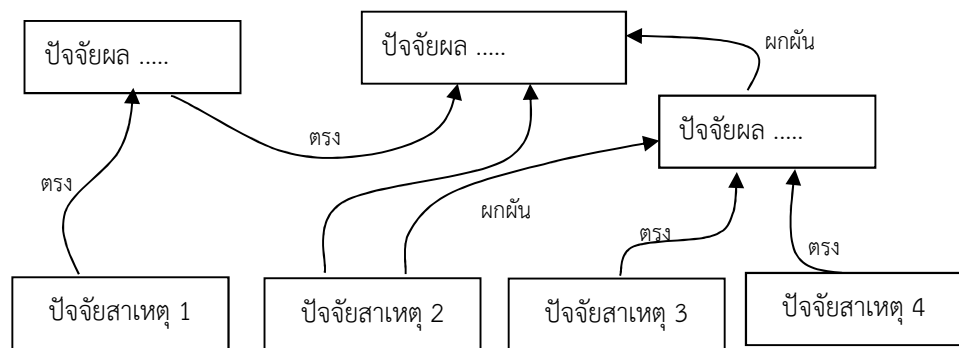 ปัจจัยผล .....
ปัจจัยผล .....
ผกผัน
ปัจจัยผล .....
ตรง
ตรง
ผกผัน
ตรง
ตรง
ปัจจัยสาเหตุ 1
ปัจจัยสาเหตุ 2
ปัจจัยสาเหตุ 3
ปัจจัยสาเหตุ 4